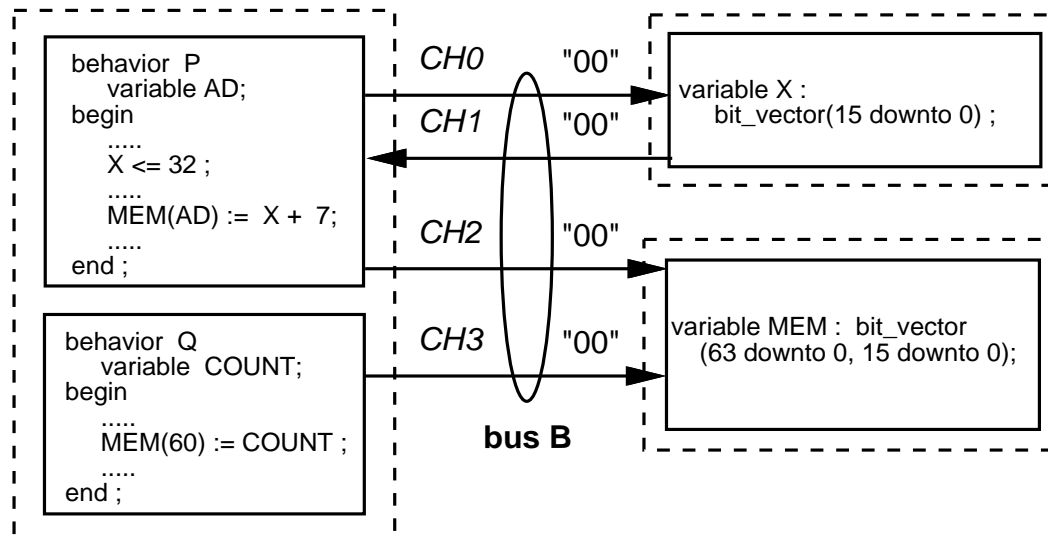 behavior P
variable AD;
begin
.....
X <= 32 ;
.....
MEM(AD) := X + 7;
.....
end ;
behavior Q
variable COUNT;
begin
.....
MEM(60) := COUNT ;
.....
end ;
CH0 "00"
CH1 "00"
CH2 "00"
CH3 "00"
bus B
variable X :
bit_vector(15 downto 0) ;
variable MEM : bit_vector
(63 downto 0, 15 downto 0);